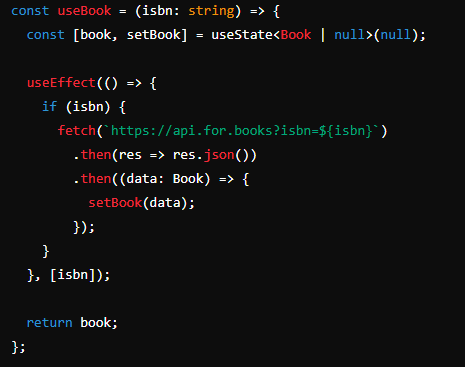 const useBook = (isbn: string) => {
  const [book, setBook] = useState<Book | null>(null);

  useEffect(() => {
    if (isbn) {
      fetch(`https://api.for.books?isbn=${isbn}`)
        .then(res => res.json())
        .then((data: Book) => {
          setBook(data);
        });
    }
  }, [isbn]);

  return book;
};